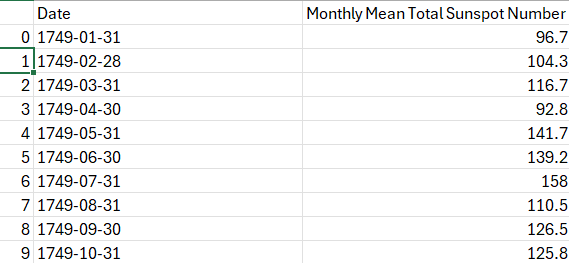 Date Monthly Mean Total Sunspot Number
0 1749-01-31 96.7
1 1749-02-28 104.3
2 1749-03-31 116.7
3 1749-04-30 92.8
4 1749-05-31 141.7
5 1749-06-30 139.2
6 1749-07-31 158
7 1749-08-31 110.5
8 1749-09-30 126.5
9 1749-10-31 125.8